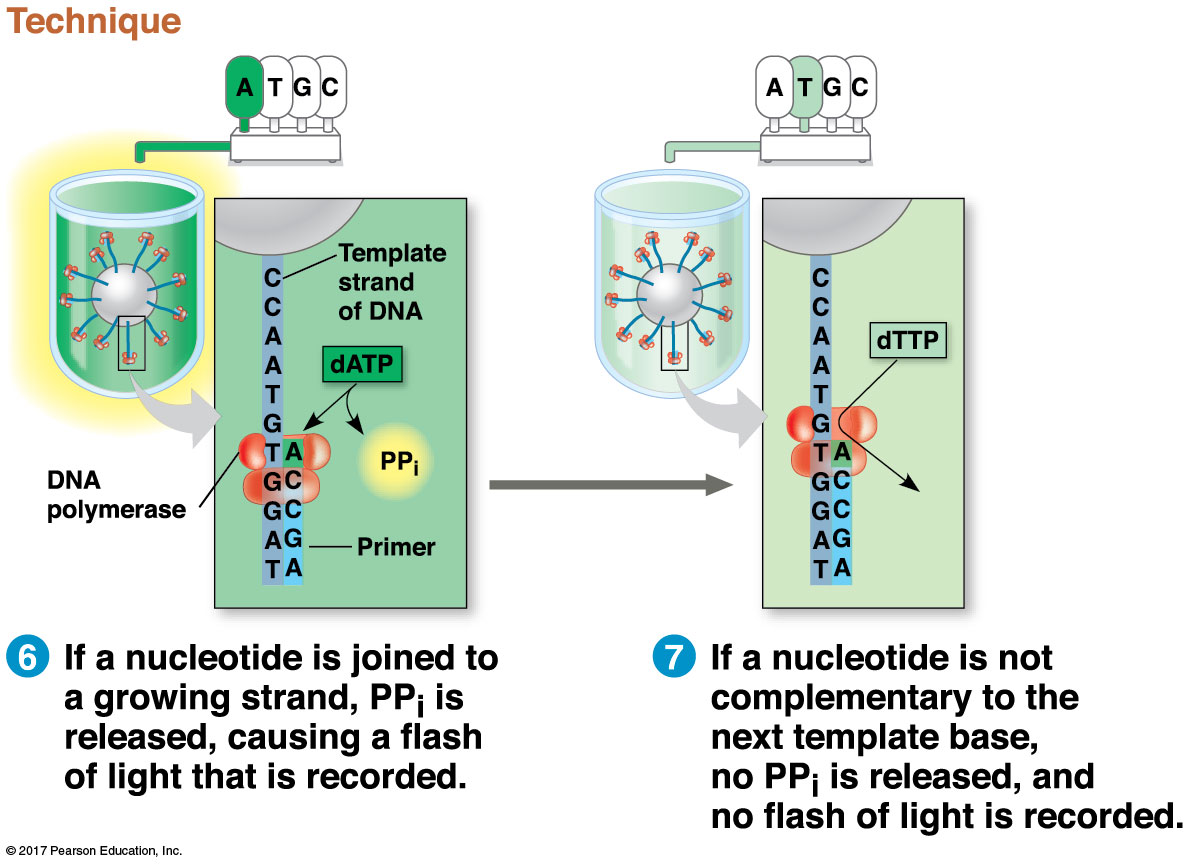 Technique
A T G C
A T G C
Template
strand
of DNA
C
C
A
A
T
G
T A
G C
G C
A G
T A
dATP
PPi
DNA
polymerase
Primer
C
C
A
A
T
G
T A
G C
G C
A G
T A
dTTP
6 If a nucleotide is joined to
a growing strand, PPi is
released, causing a flash
of light that is recorded.
7 If a nucleotide is not
complementary to the
next template base,
no PPi is released, and
no flash of light is recorded.
© 2017 Pearson Education, Inc.